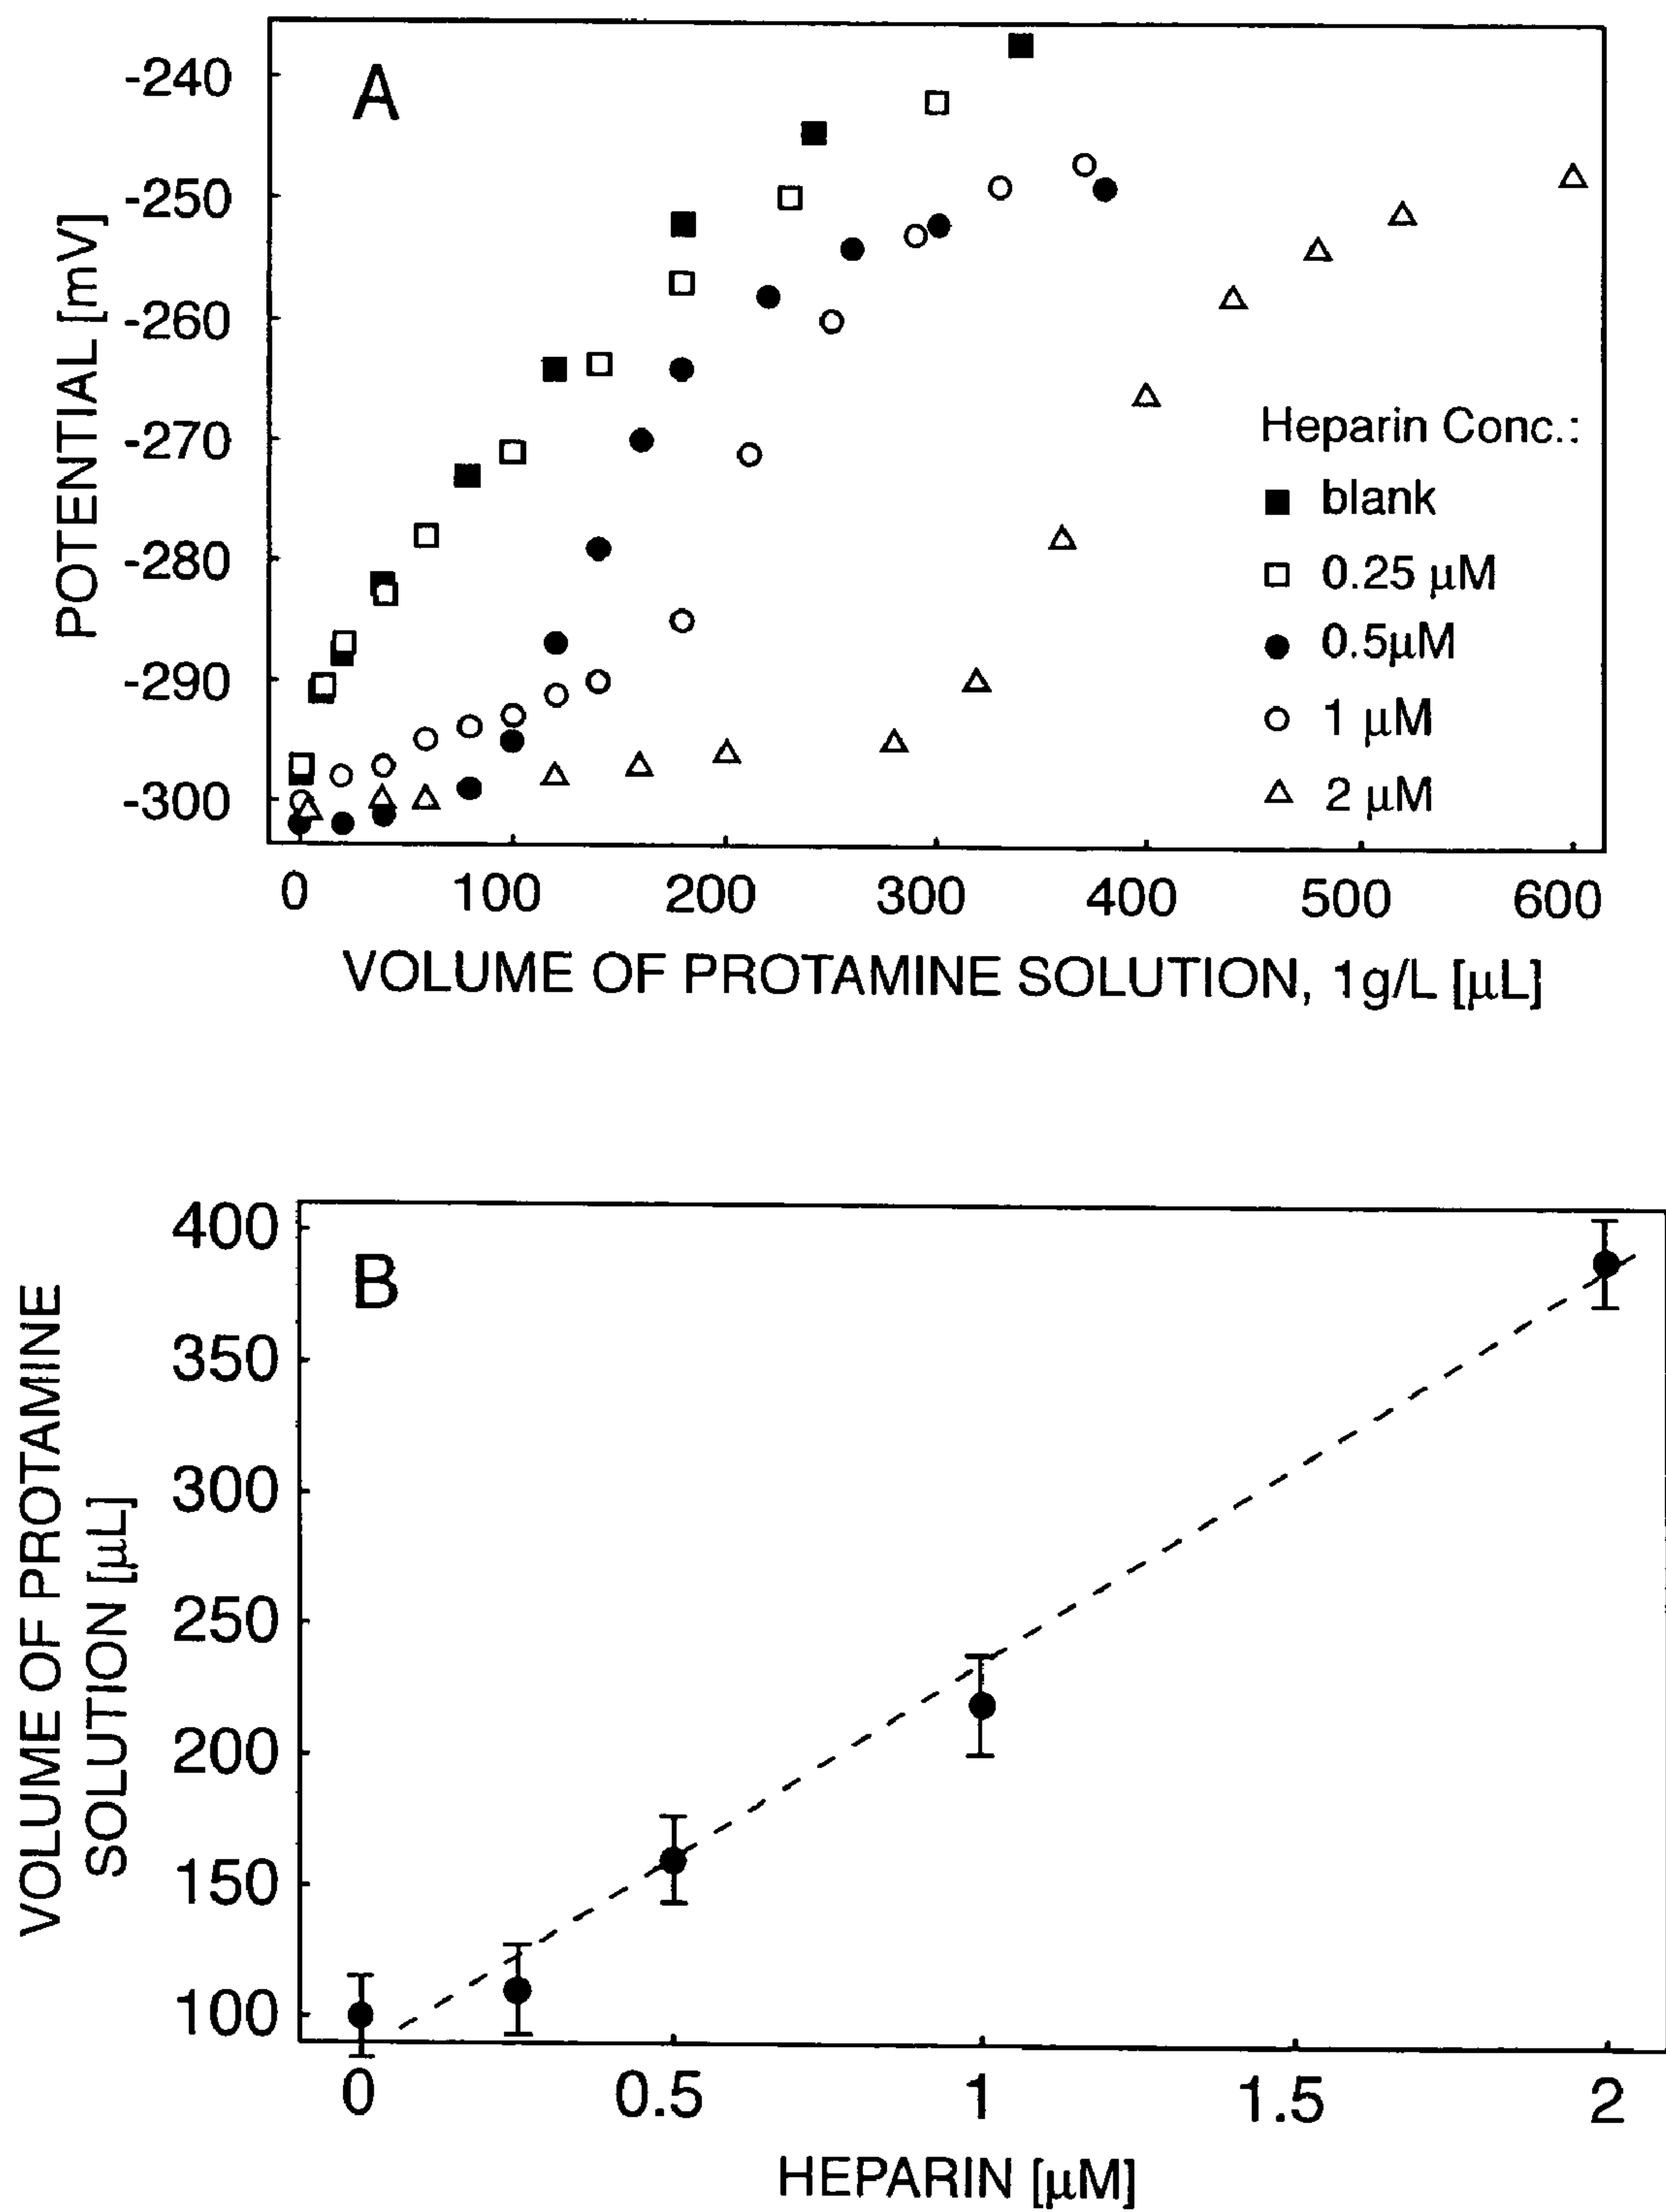 A
POTENTIAL [mV]
-240
-250
-260
-270
-280
-290
-300
Heparin Conc.:
blank
0.25 μM
0.5μM
1 μM
2 μM
0 100 200 300 400 500 600
VOLUME OF PROTAMINE SOLUTION, 1g/L [μL]
B
VOLUME OF PROTAMINE
SOLUTION [μL]
400
350
300
250
200
150
100
0 0.5 1 1.5 2
HEPARIN [μM]